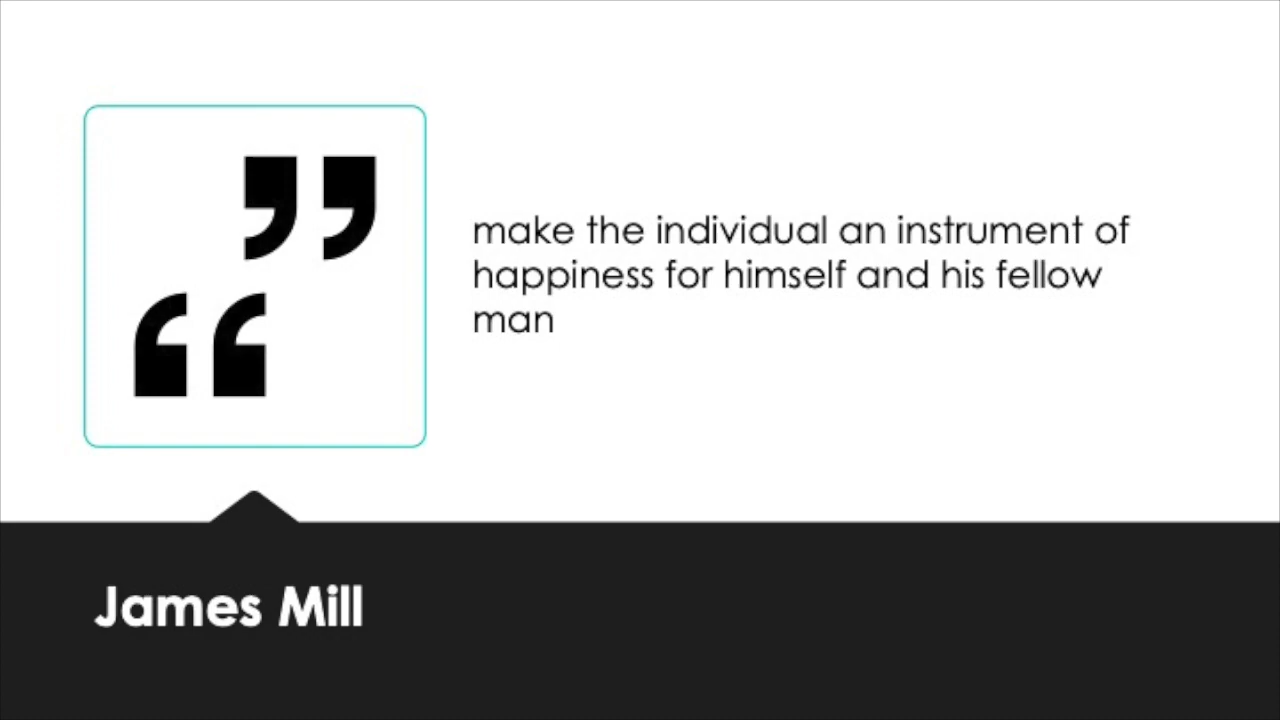 make the individual an instrument of
happiness for himself and his fellow
man
James Mill